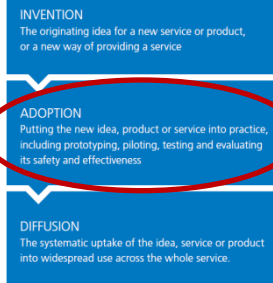 INVENTION
The originating idea for a new service or product,
or a new way of providing a service
ADOPTION
Putting the new idea, product or service into practice,
including prototyping, piloting, testing and evaluating
its safety and effectiveness
DIFFUSION
The systematic uptake of the idea, service or product
into widespread use across the whole service.